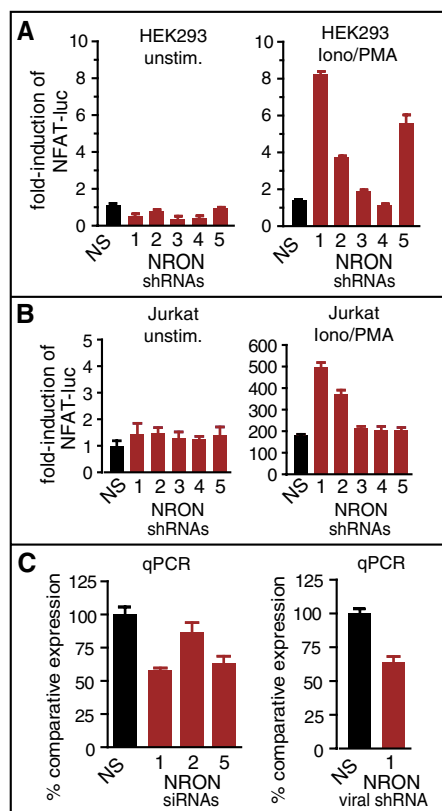 A
HEK293
unstim.
HEK293
Iono/PMA
fold-induction of
NFAT-luc
10
8
6
4
2
0
10
8
6
4
2
0
NS 1 2 3 4 5
NRON
shRNAs
NS 1 2 3 4 5
NRON
shRNAs
B
Jurkat
unstim.
Jurkat
Iono/PMA
fold-induction of
NFAT-luc
5
4
3
2
1
0
600
500
400
300
200
100
0
NS 1 2 3 4 5
NRON
shRNAs
NS 1 2 3 4 5
NRON
shRNAs
C
qPCR
qPCR
% comparative expression
125
100
75
50
25
0
% comparative expression
125
100
75
50
25
0
NS 1 2 5
NRON
siRNAs
NS 1
NRON
viral shRNA